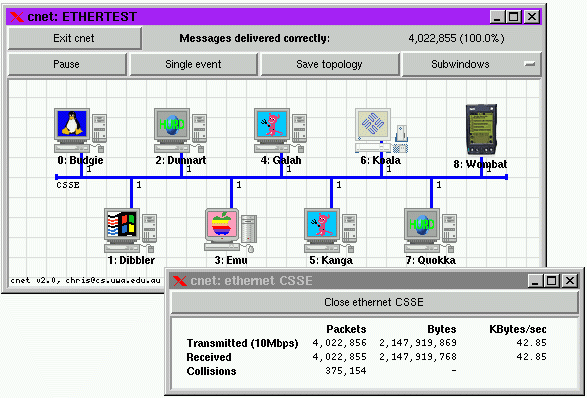 cnet: ETHERTEST
Exit cnet
Messages delivered correctly: 4,022,855 (100.0%)
Pause Single event Save topology Subwindows
0: Budgie 2: Dunnart 4: Galah 6: Koala 8: Wombat
1 1 1 1 1
CSSE
1 1 1 1
1: Dibbler 3: Emu 5: Kanga 7: Quokka
cnet v2.0, chris@cs.uwa.edu.au
cnet: ethernet CSSE
Close ethernet CSSE
Packets Bytes KBytes/sec
Transmitted (10Mbps) 4,022,856 2,147,919,869 42.85
Received 4,022,855 2,147,919,768 42.85
Collisions 375,154 -